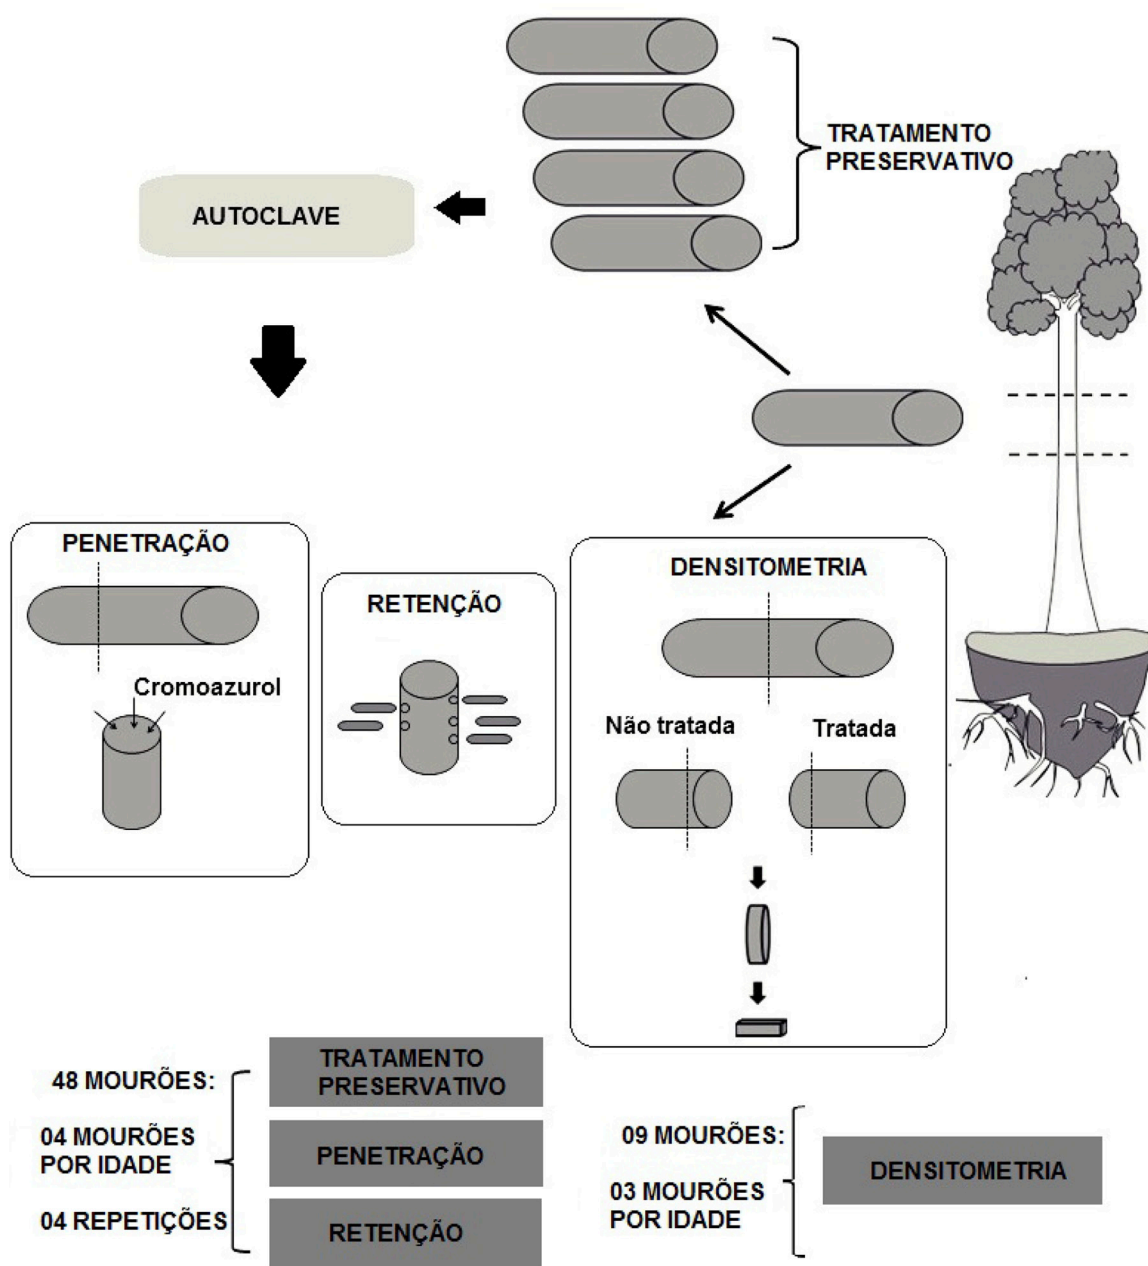 TRATAMENTO
PRESERVATIVO
AUTOCLAVE
PENETRAÇÃO
Cromoazurol
RETENÇÃO
DENSITOMETRIA
Não tratada
Tratada
48 MOURÕES:
04 MOURÕES
POR IDADE
04 REPETIÇÕES
TRATAMENTO
PRESERVATIVO
PENETRAÇÃO
RETENÇÃO
09 MOURÕES:
03 MOURÕES
POR IDADE
DENSITOMETRIA